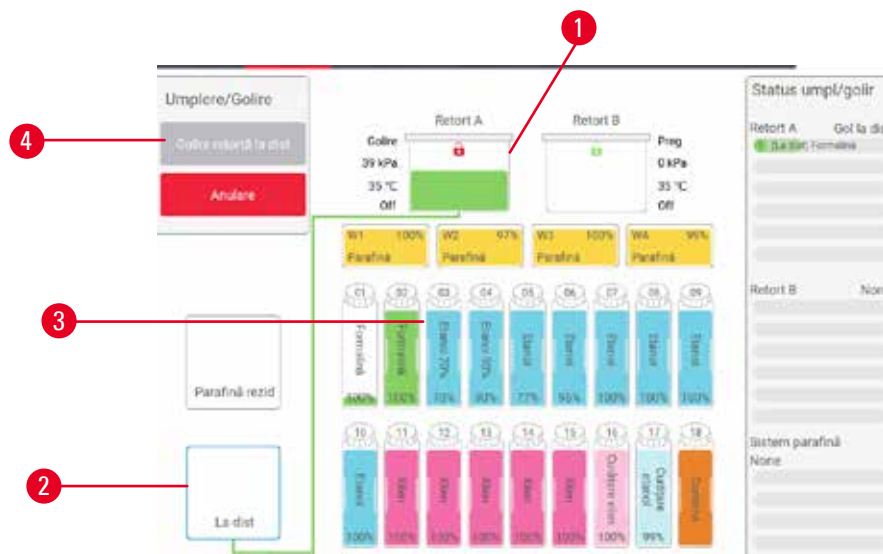 1
Umplere/Golire
4
Golire retortă la dist
Anulare
Retort A
Golire
39 kPa
35 °C
Off
Retort B
Preg
0 kPa
35 °C
Off
Status umpl/golir
Retort A Gol la dis
(La dist) Formalină
W1 100%
Parafină
W2 97%
Parafină
W3 100%
Parafină
W4 99%
Parafină
3
01 02 03 04 05 06 07 08 09
Formalină
Formalină
Etanol 70%
Etanol 90%
Etanol
Etanol
Etanol
Etanol
Etanol
100% 100% 70% 90% 77% 96% 100% 100% 100%
Retort B Non
Parafină rezid
2
La dist
10 11 12 13 14 15 16 17 18
Etanol
Xilen
Xilen
Xilen
Xilen
Xilen
Curățare xilen
Curățare etanol
100% 100% 100% 100% 100% 100% 100% 99%
Sistem parafină
None